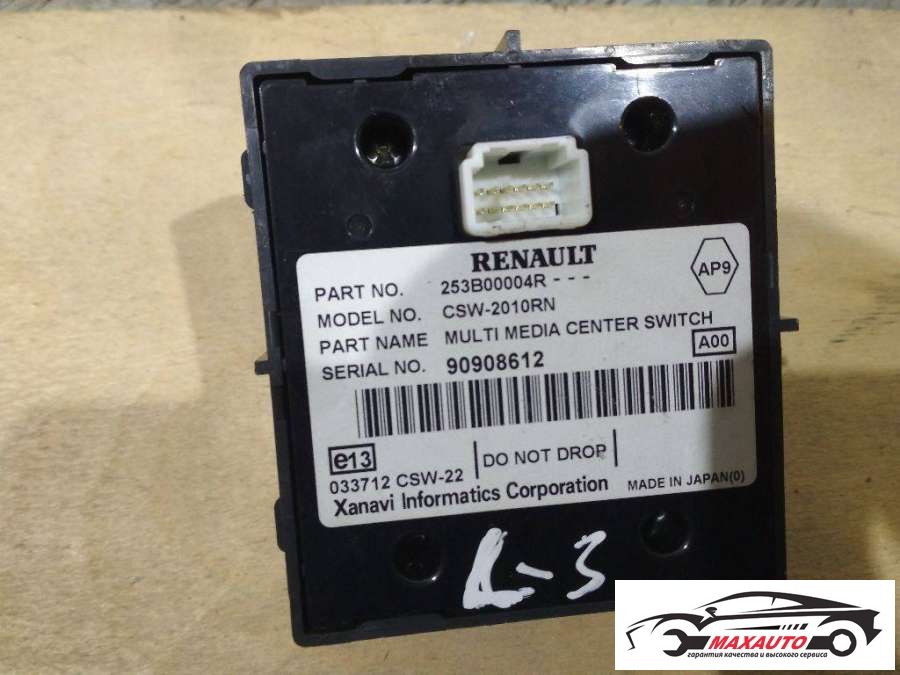 RENAULT
AP9
PART NO. 253B00004R - - -
MODEL NO. CSW-2010RN
PART NAME MULTI MEDIA CENTER SWITCH
SERIAL NO. 90908612
A00
e13
DO NOT DROP
033712 CSW-22
MADE IN JAPAN(0)
Xanavi Informatics Corporation
L-3
MAXAUTO
гарантия качества и высокого сервиса